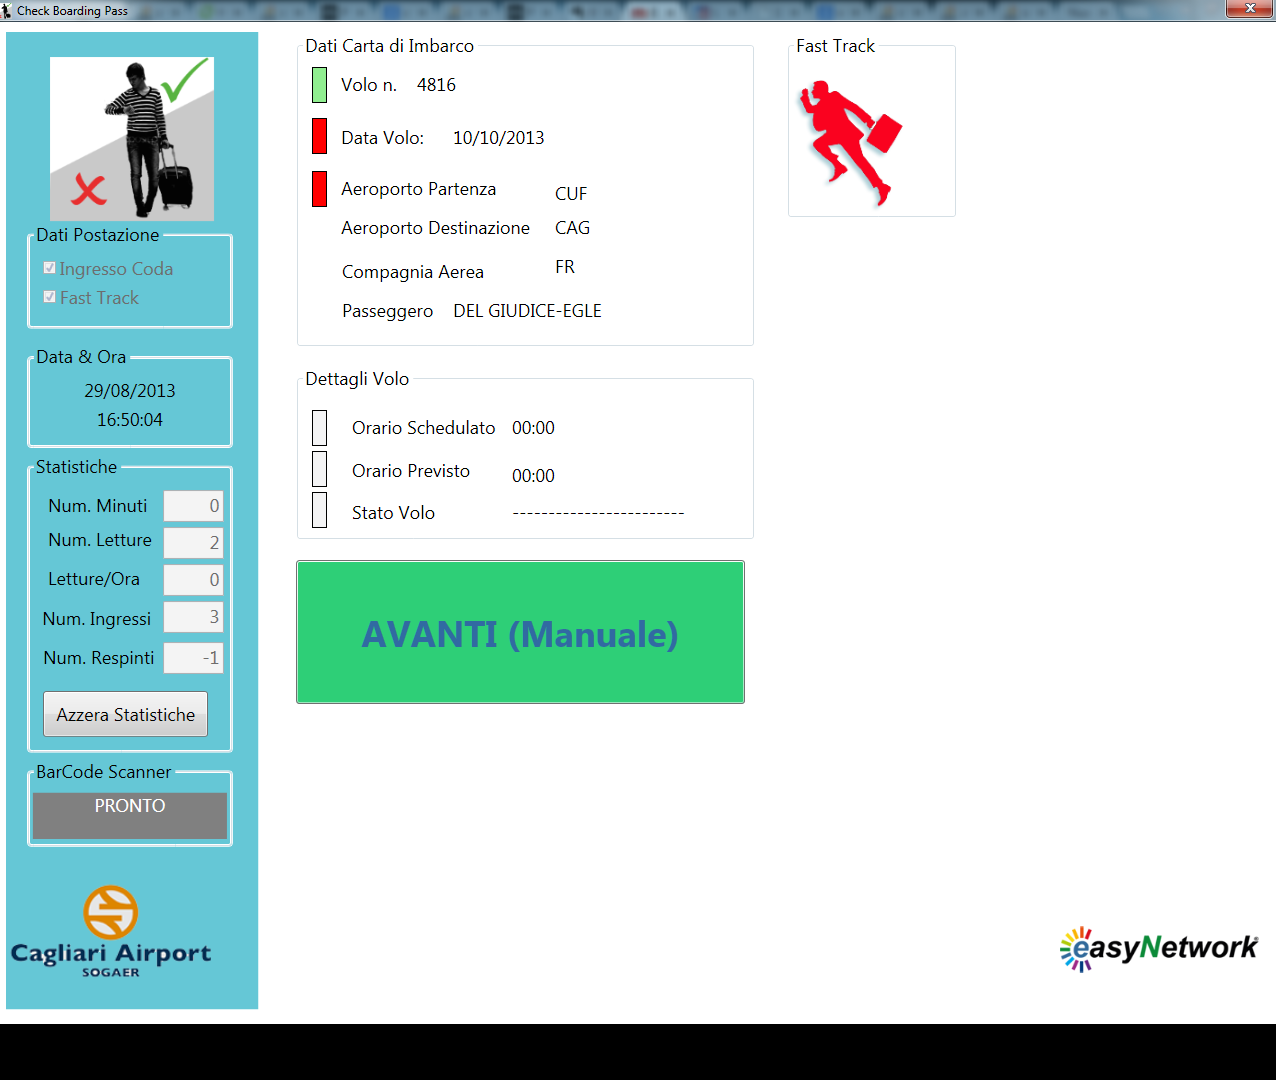 Check Boarding Pass
Dati Postazione
Ingresso Coda
Fast Track
Data & Ora
29/08/2013
16:50:04
Statistiche
Num. Minuti 0
Num. Letture 2
Letture/Ora 0
Num. Ingressi 3
Num. Respinti -1
Azzera Statistiche
BarCode Scanner
PRONTO
Cagliari Airport
SOGAER
Dati Carta di Imbarco
Volo n. 4816
Data Volo: 10/10/2013
Aeroporto Partenza CUF
Aeroporto Destinazione CAG
Compagnia Aerea FR
Passeggero DEL GIUDICE-EGLE
Dettagli Volo
Orario Schedulato 00:00
Orario Previsto 00:00
Stato Volo ------------------------
AVANTI (Manuale)
Fast Track
easyNetwork